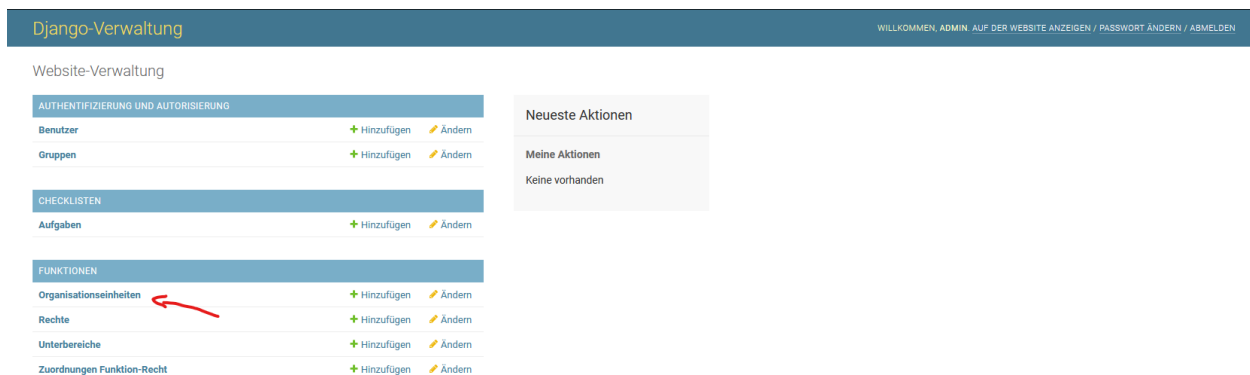 Django-Verwaltung
WILLKOMMEN, ADMIN. AUF DER WEBSITE ANZEIGEN / PASSWORT ÄNDERN / ABMELDEN
Website-Verwaltung
AUTHENTIFIZIERUNG UND AUTORISIERUNG
Benutzer + Hinzufügen Ändern
Gruppen + Hinzufügen Ändern
CHECKLISTEN
Aufgaben + Hinzufügen Ändern
FUNKTIONEN
Organisationseinheiten + Hinzufügen Ändern
Rechte + Hinzufügen Ändern
Unterbereiche + Hinzufügen Ändern
Zuordnungen Funktion-Recht + Hinzufügen Ändern
Neueste Aktionen
Meine Aktionen
Keine vorhanden